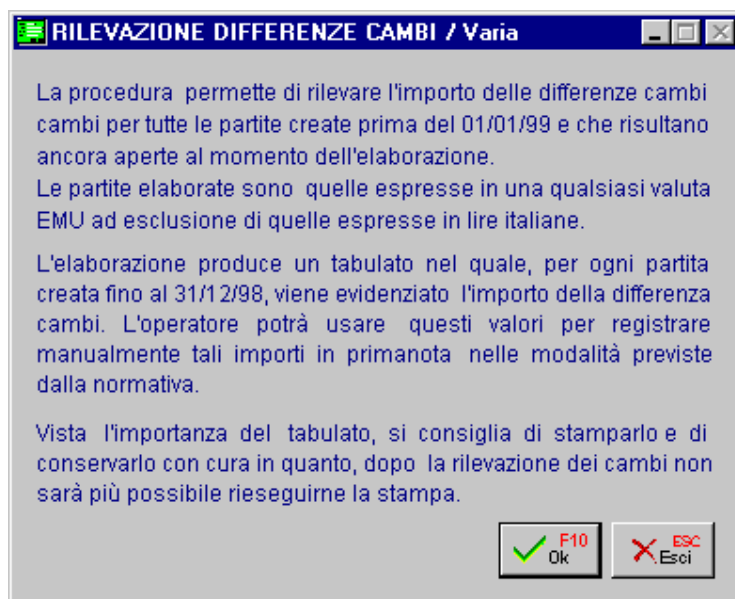 RILEVAZIONE DIFFERENZE CAMBI / Varia
La procedura permette di rilevare l'importo delle differenze cambi
cambi per tutte le partite create prima del 01/01/99 e che risultano
ancora aperte al momento dell'elaborazione.
Le partite elaborate sono quelle espresse in una qualsiasi valuta
EMU ad esclusione di quelle espresse in lire italiane.
L'elaborazione produce un tabulato nel quale, per ogni partita
creata fino al 31/12/98, viene evidenziato l'importo della differenza
cambi. L'operatore potrà usare questi valori per registrare
manualmente tali importi in primanota nelle modalità previste
dalla normativa.
Vista l'importanza del tabulato, si consiglia di stamparlo e di
conservarlo con cura in quanto, dopo la rilevazione dei cambi non
sarà più possibile rieseguirne la stampa.
F10
Ok
ESC
Esci